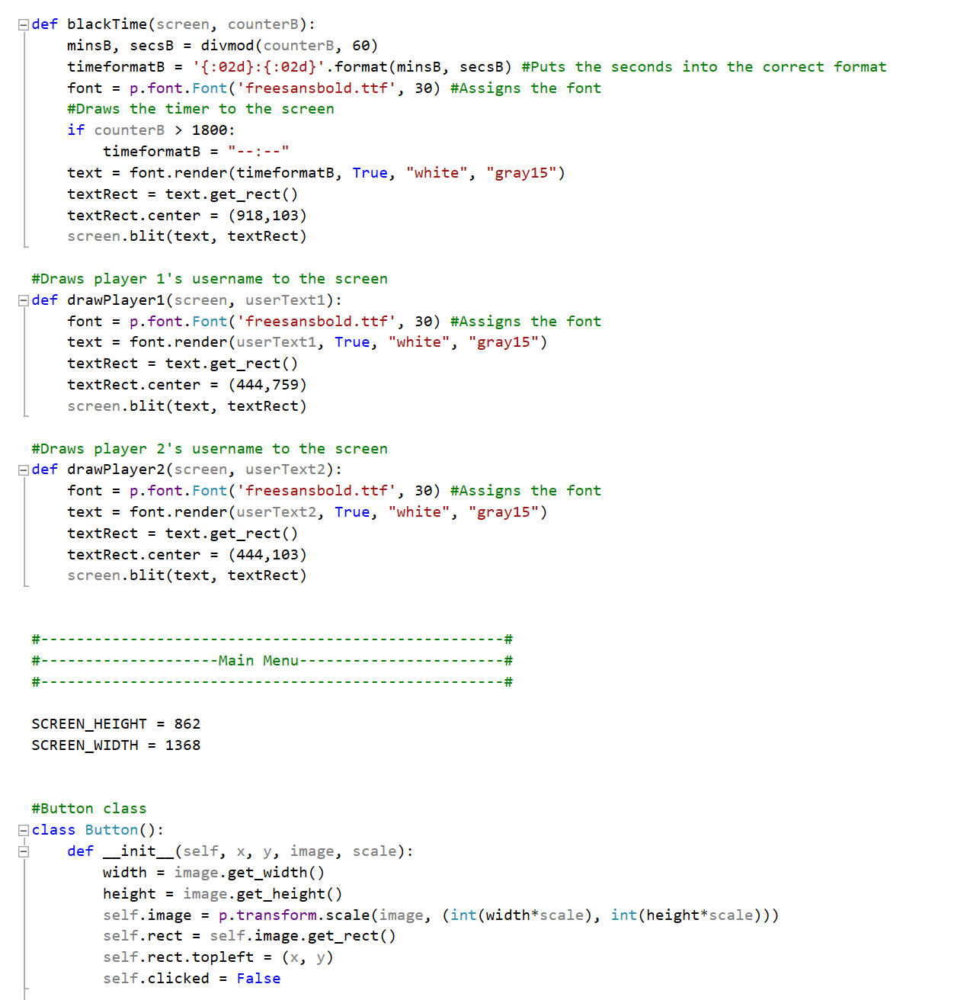 def blackTime(screen, counterB):
    minsB, secsB = divmod(counterB, 60)
    timeformatB = '{:02d}:{:02d}'.format(minsB, secsB) #Puts the seconds into the correct format
    font = p.font.Font('freesansbold.ttf', 30) #Assigns the font
    #Draws the timer to the screen
    if counterB > 1800:
        timeformatB = "--:--"
    text = font.render(timeformatB, True, "white", "gray15")
    textRect = text.get_rect()
    textRect.center = (918,103)
    screen.blit(text, textRect)

#Draws player 1's username to the screen
def drawPlayer1(screen, userText1):
    font = p.font.Font('freesansbold.ttf', 30) #Assigns the font
    text = font.render(userText1, True, "white", "gray15")
    textRect = text.get_rect()
    textRect.center = (444,759)
    screen.blit(text, textRect)

#Draws player 2's username to the screen
def drawPlayer2(screen, userText2):
    font = p.font.Font('freesansbold.ttf', 30) #Assigns the font
    text = font.render(userText2, True, "white", "gray15")
    textRect = text.get_rect()
    textRect.center = (444,103)
    screen.blit(text, textRect)


#----------------------------------------------------#
#--------------------Main Menu-----------------------#
#----------------------------------------------------#

SCREEN_HEIGHT = 862
SCREEN_WIDTH = 1368


#Button class
class Button():
    def __init__(self, x, y, image, scale):
        width = image.get_width()
        height = image.get_height()
        self.image = p.transform.scale(image, (int(width*scale), int(height*scale)))
        self.rect = self.image.get_rect()
        self.rect.topleft = (x, y)
        self.clicked = False